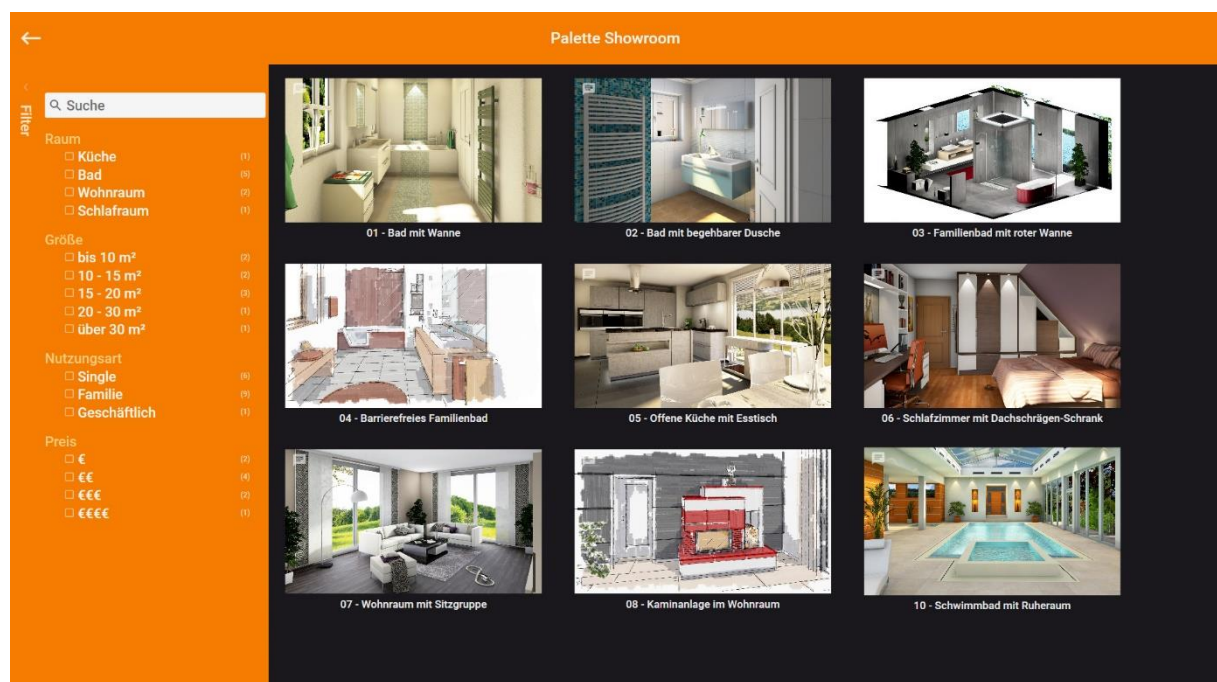 Palette Showroom
Filter
Suche
Raum
Küche (1)
Bad (5)
Wohnraum (2)
Schlafraum (1)
Größe
bis 10 m² (2)
10 - 15 m² (2)
15 - 20 m² (3)
20 - 30 m² (1)
über 30 m² (1)
Nutzungsart
Single (6)
Familie (9)
Geschäftlich (1)
Preis
€ (2)
€€ (4)
€€€ (2)
€€€€ (1)
01 - Bad mit Wanne
02 - Bad mit begehbarer Dusche
03 - Familienbad mit roter Wanne
04 - Barrierefreies Familienbad
05 - Offene Küche mit Esstisch
06 - Schlafzimmer mit Dachschrägen-Schrank
07 - Wohnraum mit Sitzgruppe
08 - Kaminanlage im Wohnraum
10 - Schwimmbad mit Ruheraum